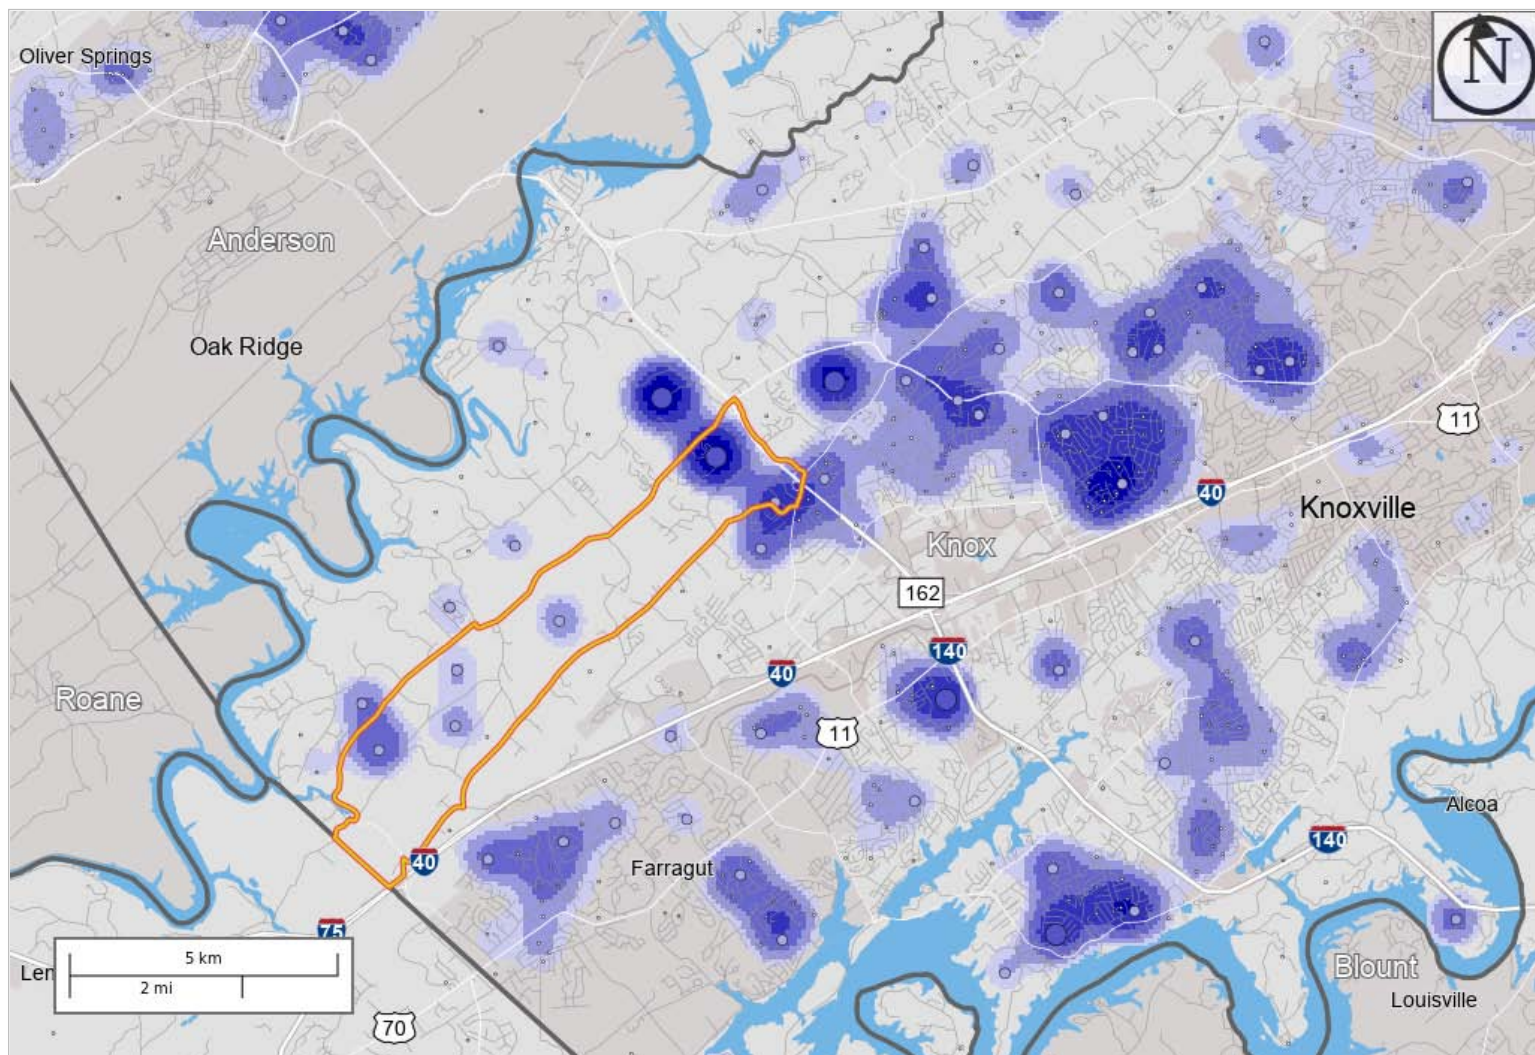 Oliver Springs
N
Anderson
Oak Ridge
11
40
Knoxville
Knox
162
140
40
Roane
11
Alcoa
140
40
Farragut
75
5 km
Blount
Len
2 mi
Louisville
70